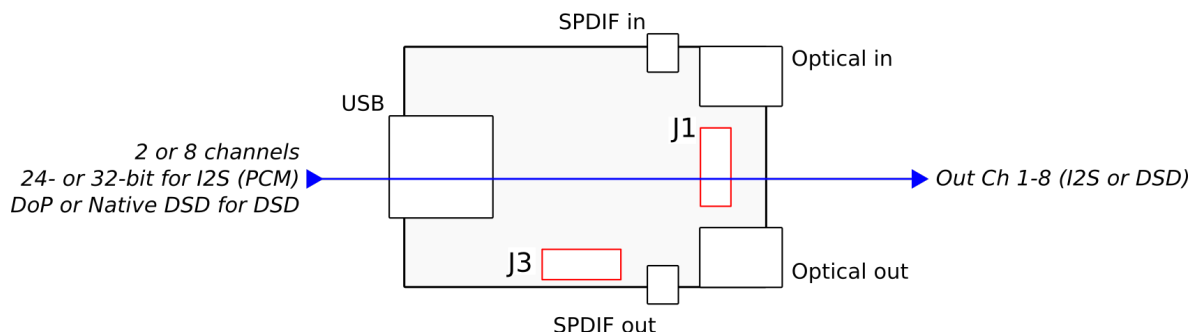 SPDIF in
Optical in
USB
J1
2 or 8 channels
24- or 32-bit for I2S (PCM)
DoP or Native DSD for DSD
Out Ch 1-8 (I2S or DSD)
J3
Optical out
SPDIF out